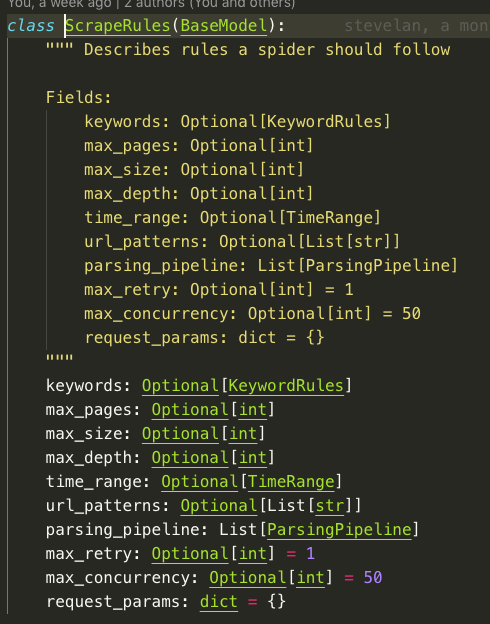 You, a week ago | 2 authors (You and others)
class ScrapeRules(BaseModel): stevelan, a mon
""" Describes rules a spider should follow
Fields:
keywords: Optional[KeywordRules]
max_pages: Optional[int]
max_size: Optional[int]
max_depth: Optional[int]
time_range: Optional[TimeRange]
url_patterns: Optional[List[str]]
parsing_pipeline: List[ParsingPipeline]
max_retry: Optional[int] = 1
max_concurrency: Optional[int] = 50
request_params: dict = {}
"""
keywords: Optional[KeywordRules]
max_pages: Optional[int]
max_size: Optional[int]
max_depth: Optional[int]
time_range: Optional[TimeRange]
url_patterns: Optional[List[str]]
parsing_pipeline: List[ParsingPipeline]
max_retry: Optional[int] = 1
max_concurrency: Optional[int] = 50
request_params: dict = {}